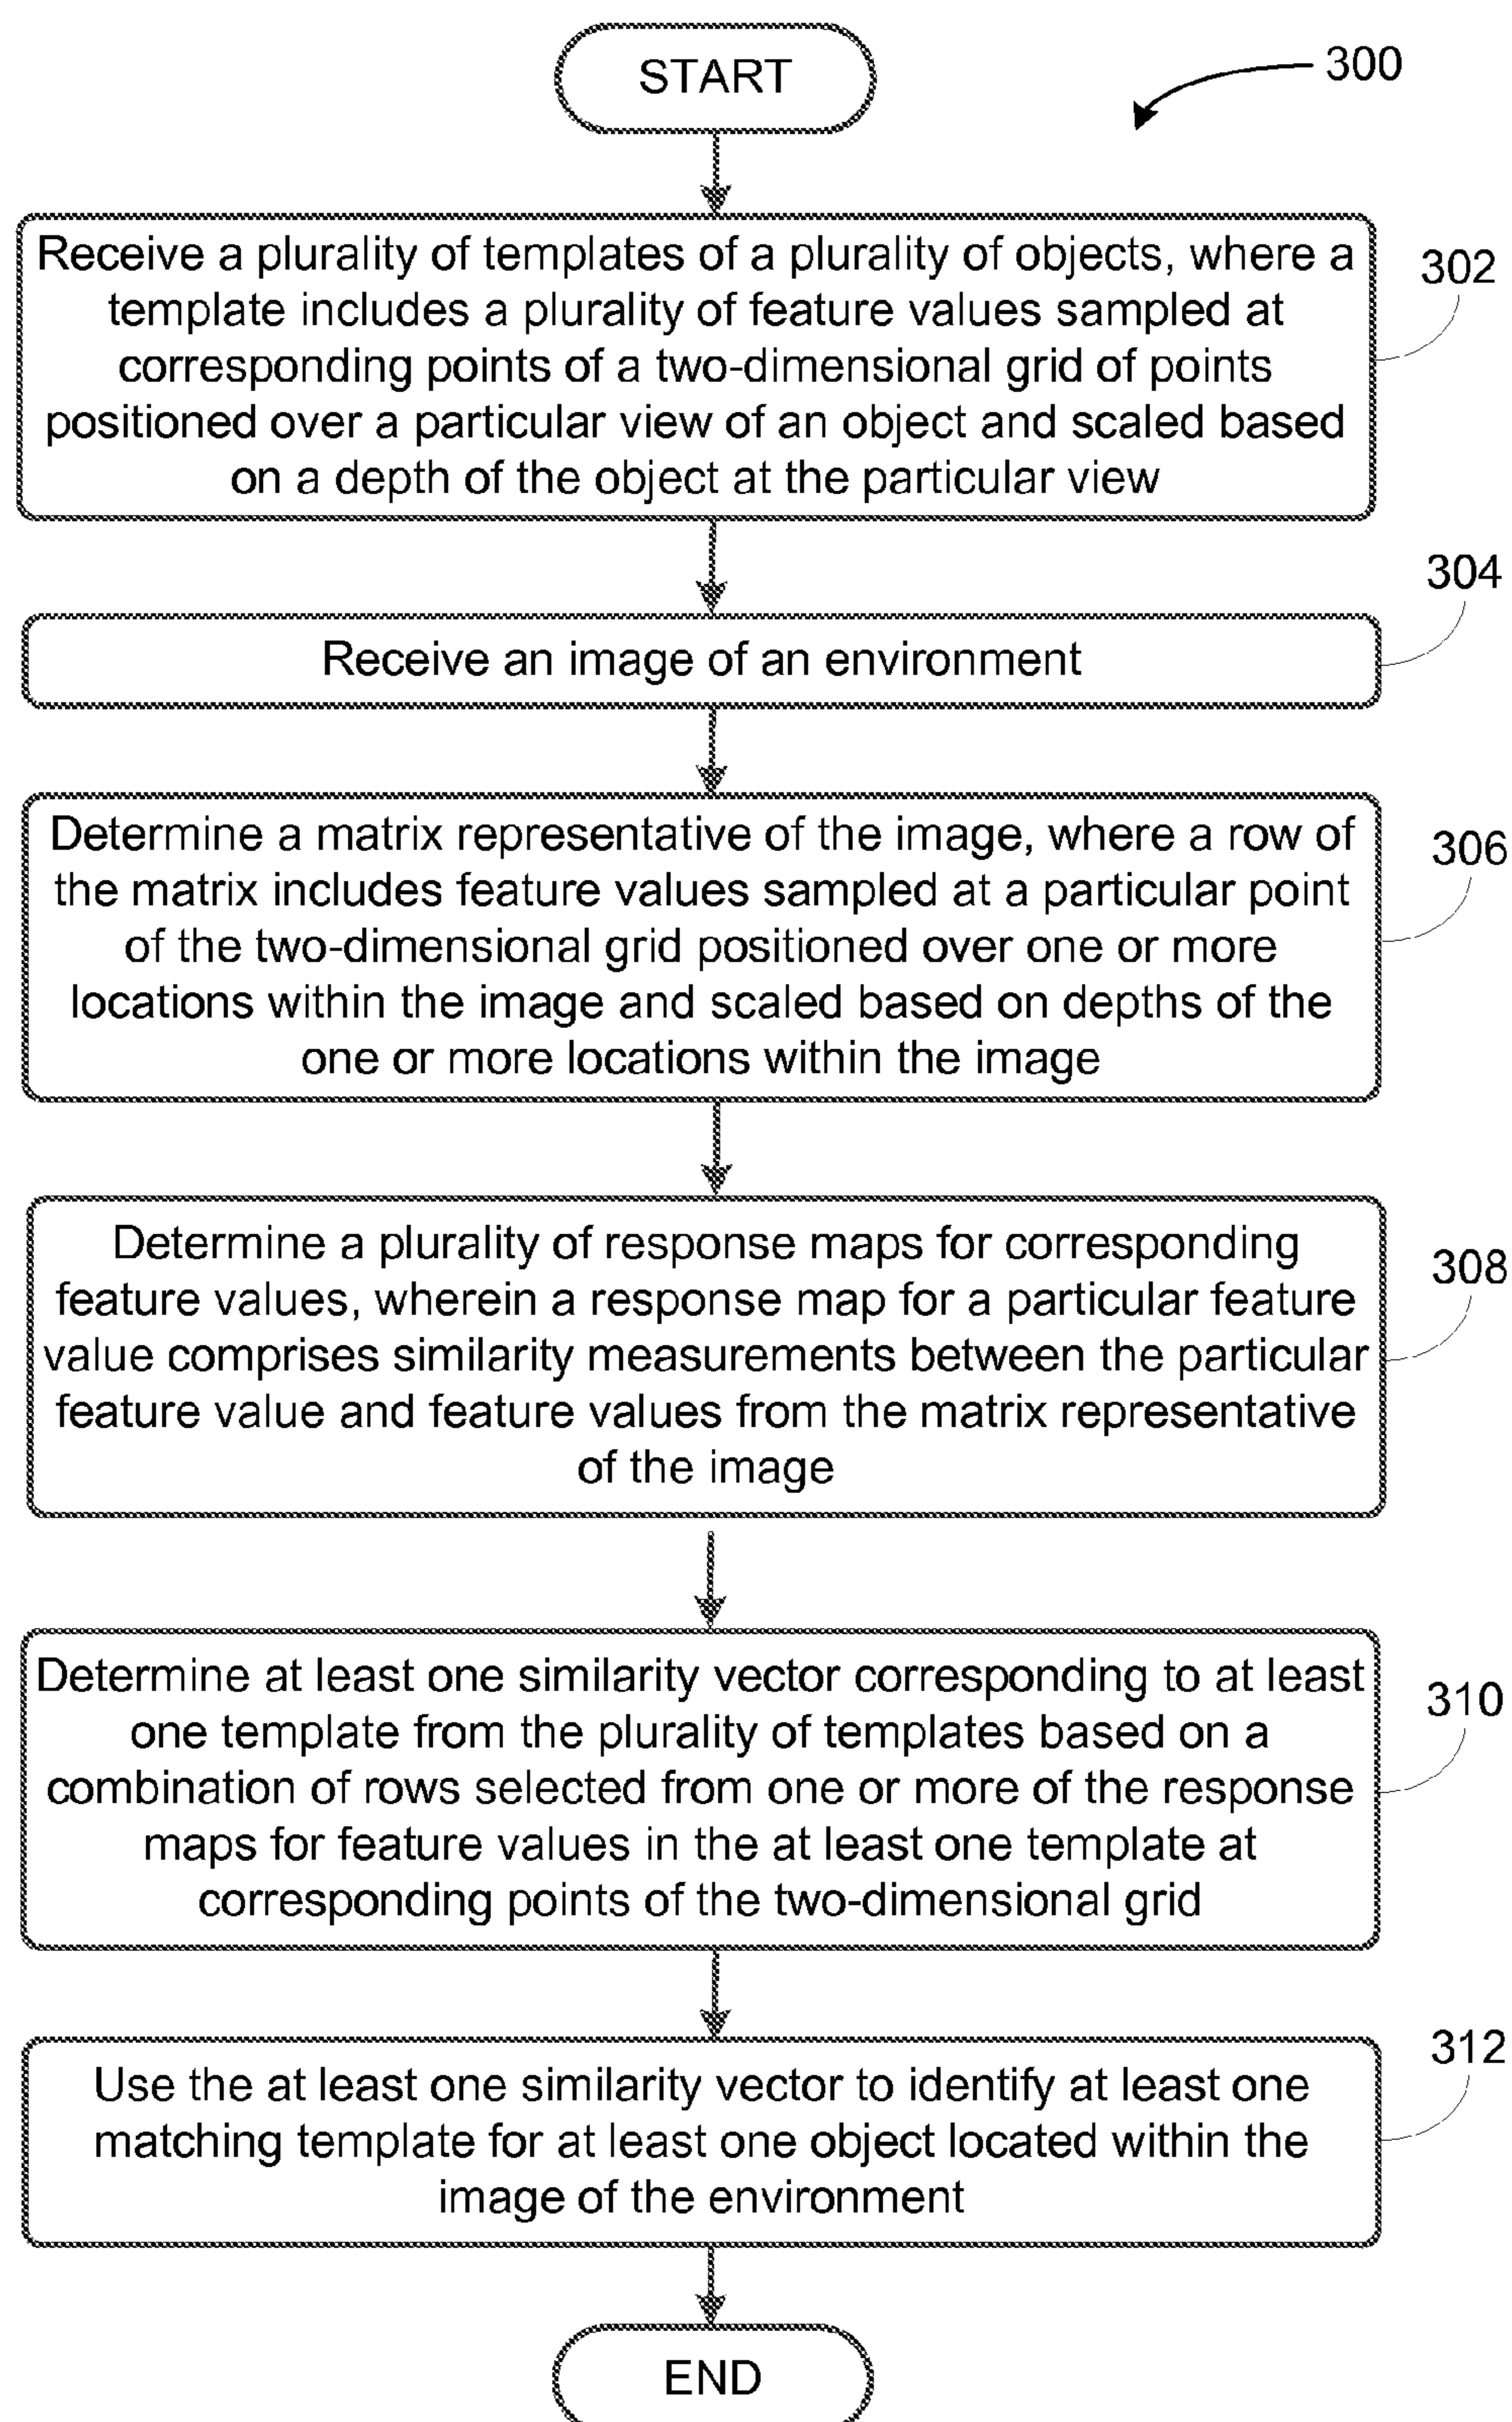 START
300
Receive a plurality of templates of a plurality of objects, where a
template includes a plurality of feature values sampled at
corresponding points of a two-dimensional grid of points
positioned over a particular view of an object and scaled based
on a depth of the object at the particular view
302
304
Receive an image of an environment
Determine a matrix representative of the image, where a row of
the matrix includes feature values sampled at a particular point
of the two-dimensional grid positioned over one or more
locations within the image and scaled based on depths of the
one or more locations within the image
306
Determine a plurality of response maps for corresponding
feature values, wherein a response map for a particular feature
value comprises similarity measurements between the particular
feature value and feature values from the matrix representative
of the image
308
Determine at least one similarity vector corresponding to at least
one template from the plurality of templates based on a
combination of rows selected from one or more of the response
maps for feature values in the at least one template at
corresponding points of the two-dimensional grid
310
Use the at least one similarity vector to identify at least one
matching template for at least one object located within the
image of the environment
312
END